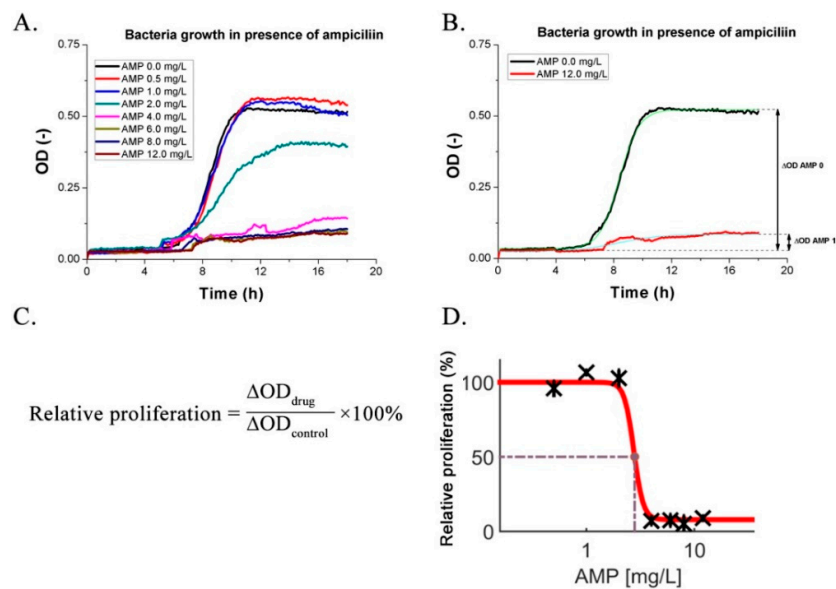 A.
Bacteria growth in presence of ampiciliin
0.75
0.50
0.25
0.00
OD (-)
AMP 0.0 mg/L
AMP 0.5 mg/L
AMP 1.0 mg/L
AMP 2.0 mg/L
AMP 4.0 mg/L
AMP 6.0 mg/L
AMP 8.0 mg/L
AMP 12.0 mg/L
0 4 8 12 16 20
Time (h)
B.
Bacteria growth in presence of ampiciliin
0.75
0.50
0.25
0.00
OD (-)
AMP 0.0 mg/L
AMP 12.0 mg/L
ΔOD AMP 0
ΔOD AMP 1
0 4 8 12 16 20
Time (h)
C.
Relative proliferation = ΔOD drug / ΔOD control ×100%
D.
Relative proliferation (%)
100
50
0
1 10
AMP [mg/L]